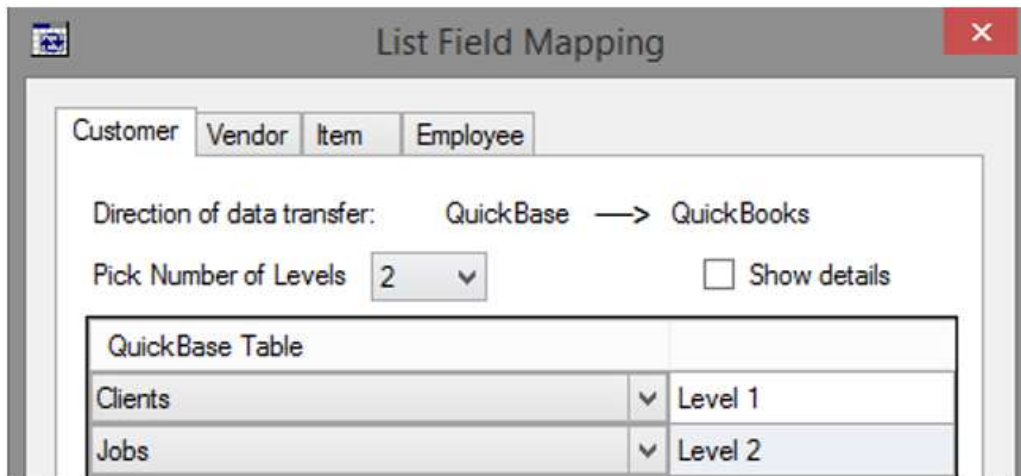 List Field Mapping
Customer Vendor Item Employee
Direction of data transfer: QuickBase —> QuickBooks
Pick Number of Levels 2 Show details
QuickBase Table
Clients Level 1
Jobs Level 2